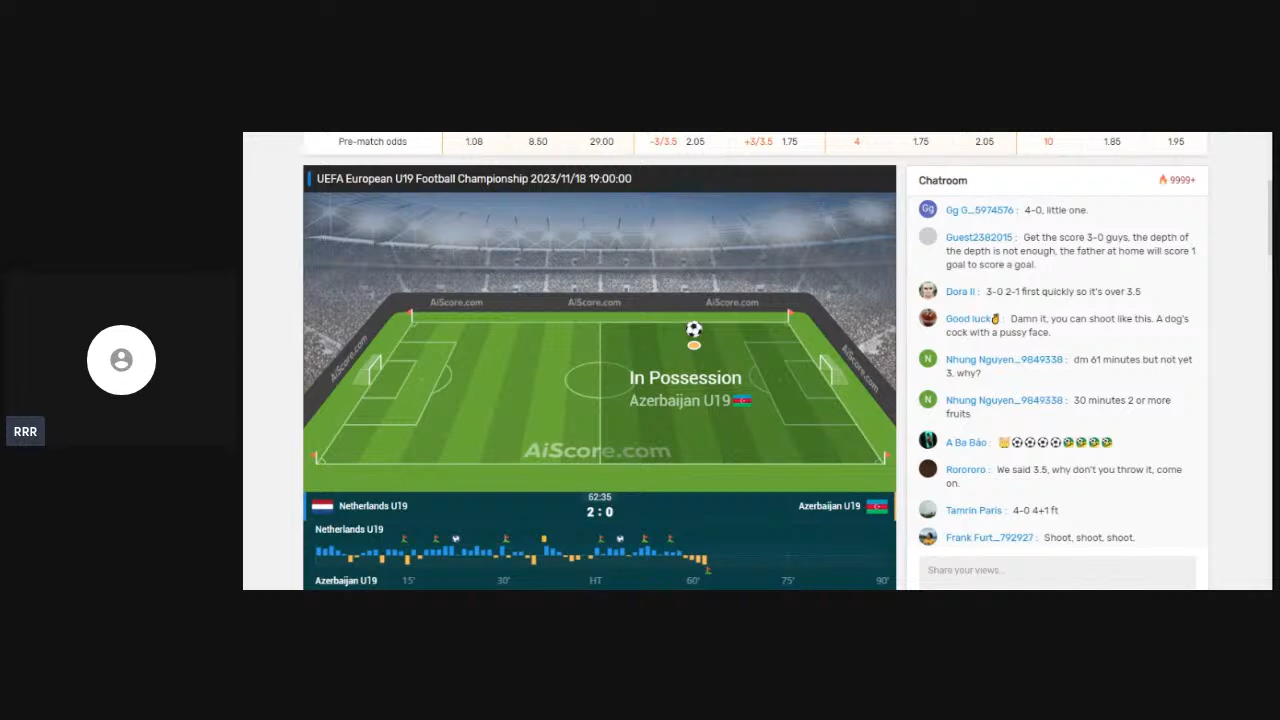 Pre-match odds 1.08 8.50 29.00 -3/3.5 2.05 +3/3.5 1.75 4 1.75 2.05 10 1.85 1.95
UEFA European U19 Football Championship 2023/11/18 19:00:00
AiScore.com AiScore.com AiScore.com
AiScore.com
AiScore.com
In Possession
Azerbaijan U19
AiScore.com
62:35
Netherlands U19 2 : 0 Azerbaijan U19
Netherlands U19
Azerbaijan U19 15' 30' HT 60' 75' 90'
Chatroom 9999+
Gg Gg G_5974576 : 4-0, little one.
Guest2382015 : Get the score 3-0 guys, the depth of
the depth is not enough, the father at home will score 1
goal to score a goal.
Dora II : 3-0 2-1 first quickly so it's over 3.5
Good luck : Damn it, you can shoot like this. A dog's
cock with a pussy face.
N Nhung Nguyen_9849338 : dm 61 minutes but not yet
3, why?
N Nhung Nguyen_9849338 : 30 minutes 2 or more
fruits
A Ba Báo : 🐯⚽⚽⚽⚽
Rorororo : We said 3.5, why don't you throw it, come
on.
Tamrin Paris : 4-0 4+1 ft
Frank Furt_792927 : Shoot, shoot, shoot.
Share your views...
RRR